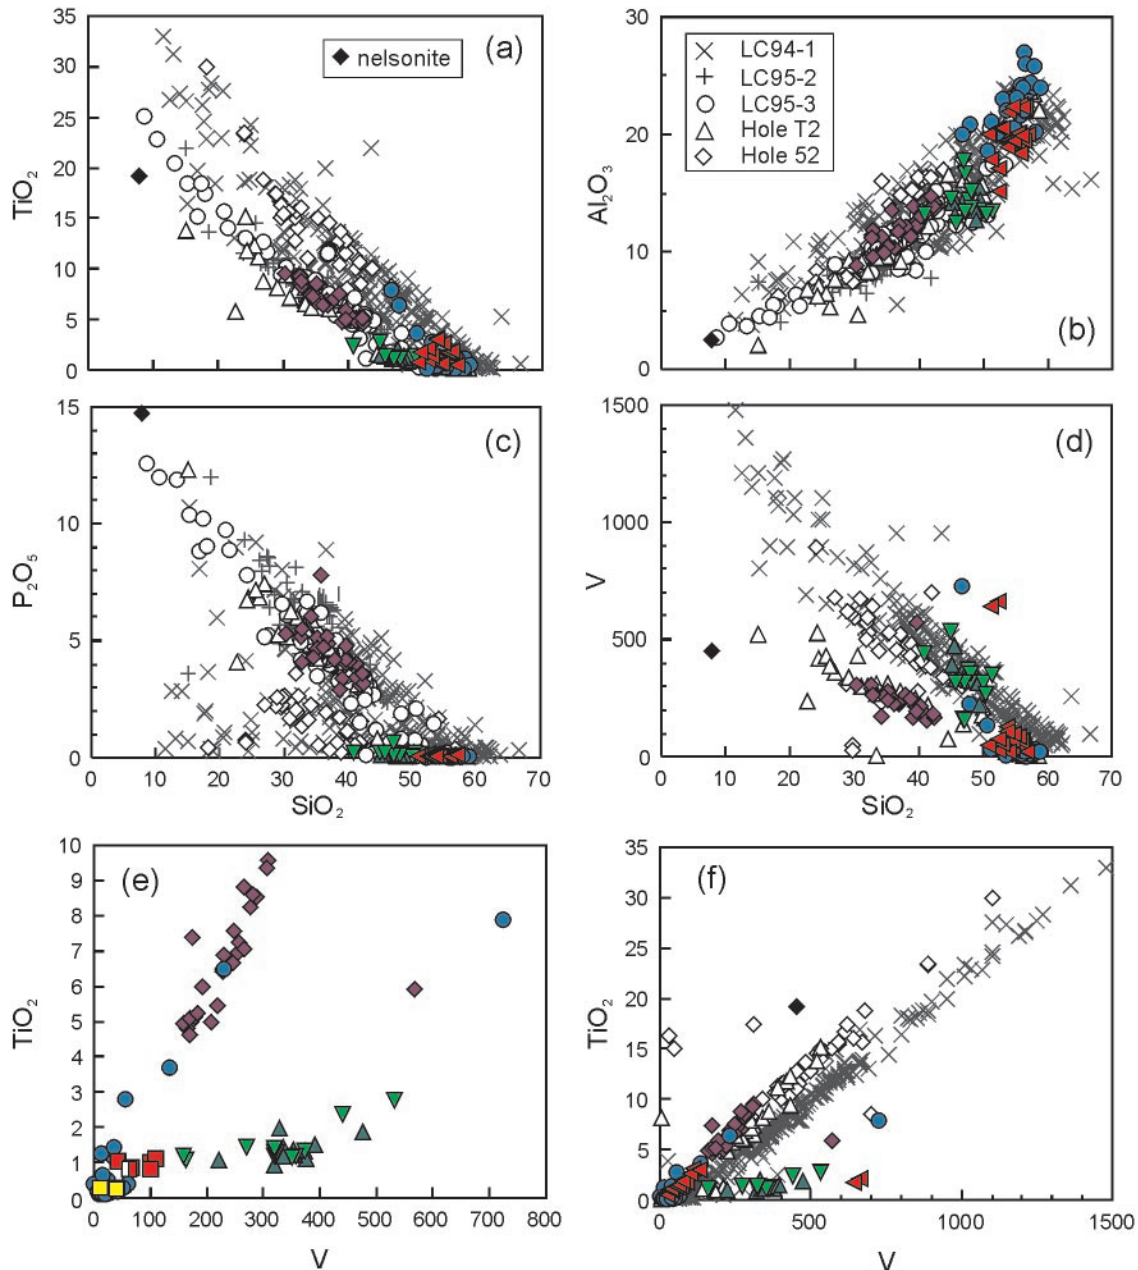 (a)
nelsonite
35
30
25
20
15
10
5
0
TiO2
(b)
LC94-1
LC95-2
LC95-3
Hole T2
Hole 52
30
20
10
0
Al2O3
(c)
15
10
5
0
P2O5
0 10 20 30 40 50 60 70
SiO2
(d)
1500
1000
500
0
V
0 10 20 30 40 50 60 70
SiO2
(e)
10
9
8
7
6
5
4
3
2
1
0
TiO2
0 100 200 300 400 500 600 700 800
V
(f)
35
30
25
20
15
10
5
0
TiO2
0 500 1000 1500
V